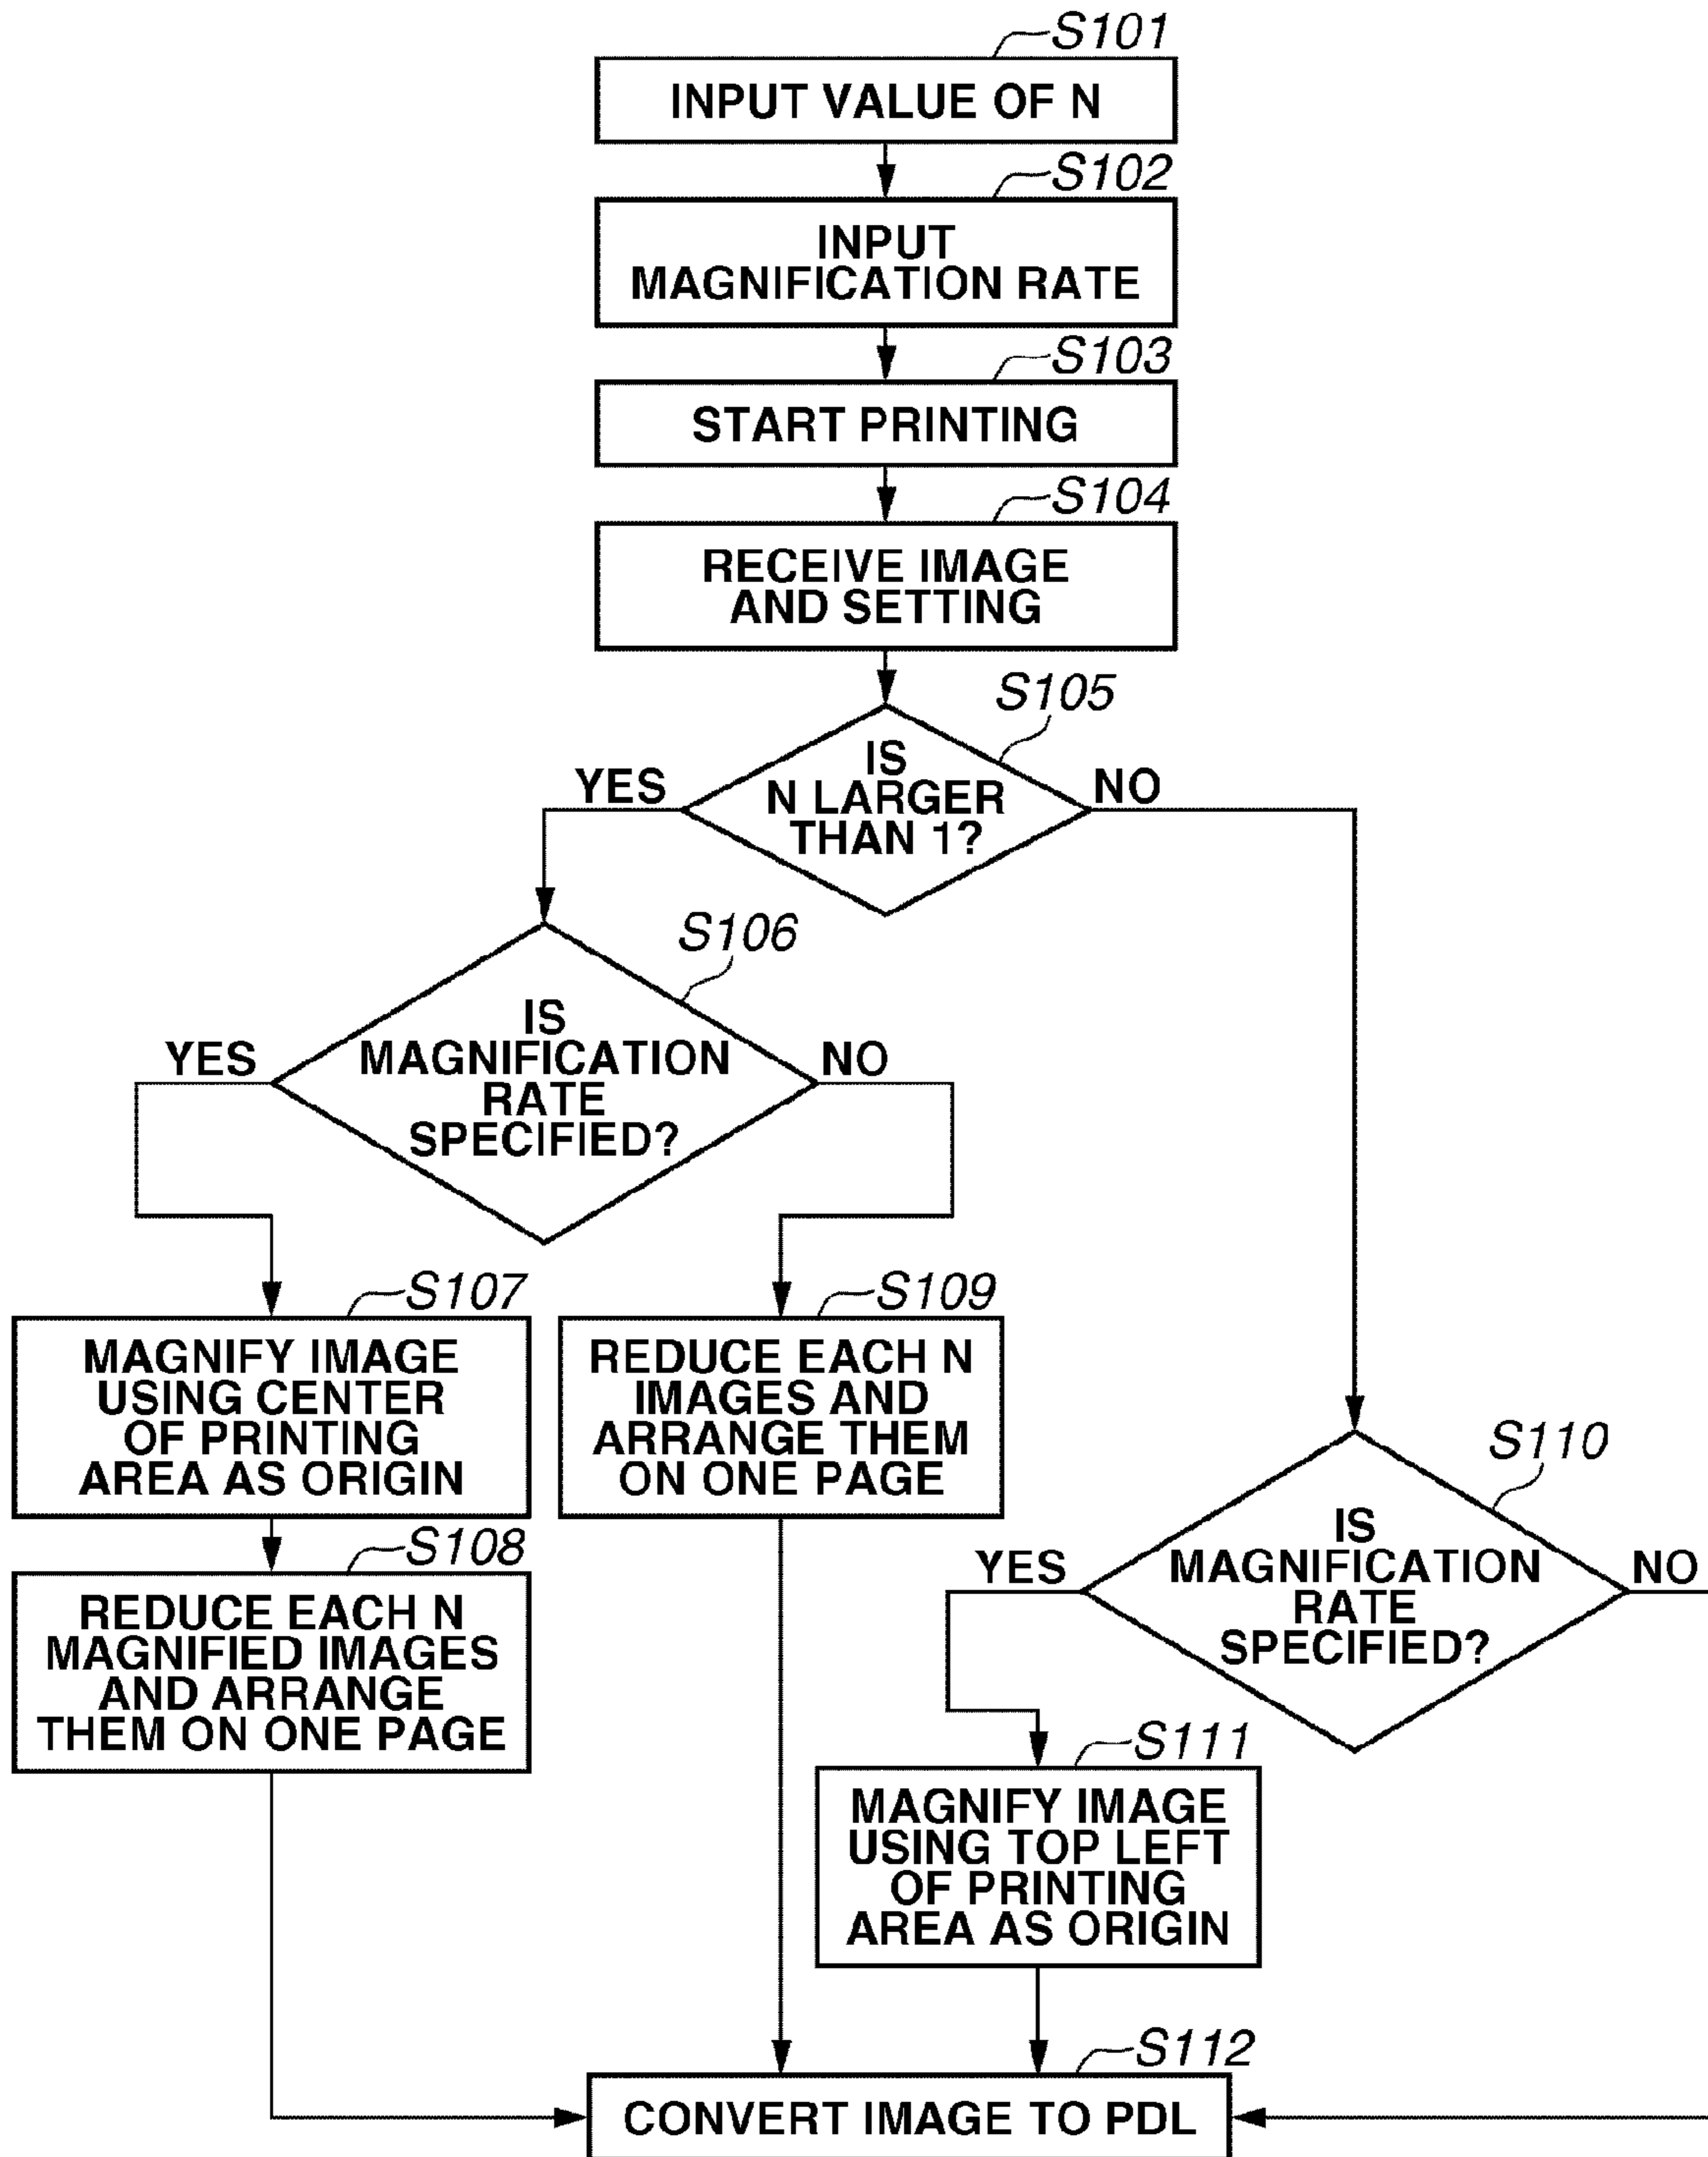 S101
INPUT VALUE OF N
S102
INPUT
MAGNIFICATION RATE
S103
START PRINTING
S104
RECEIVE IMAGE
AND SETTING
S105
IS
N LARGER
THAN 1?
YES
NO
S106
IS
MAGNIFICATION
RATE
SPECIFIED?
YES
NO
S107
MAGNIFY IMAGE
USING CENTER
OF PRINTING
AREA AS ORIGIN
S108
REDUCE EACH N
MAGNIFIED IMAGES
AND ARRANGE
THEM ON ONE PAGE
S109
REDUCE EACH N
IMAGES AND
ARRANGE THEM
ON ONE PAGE
S110
IS
MAGNIFICATION
RATE
SPECIFIED?
YES
NO
S111
MAGNIFY IMAGE
USING TOP LEFT
OF PRINTING
AREA AS ORIGIN
S112
CONVERT IMAGE TO PDL